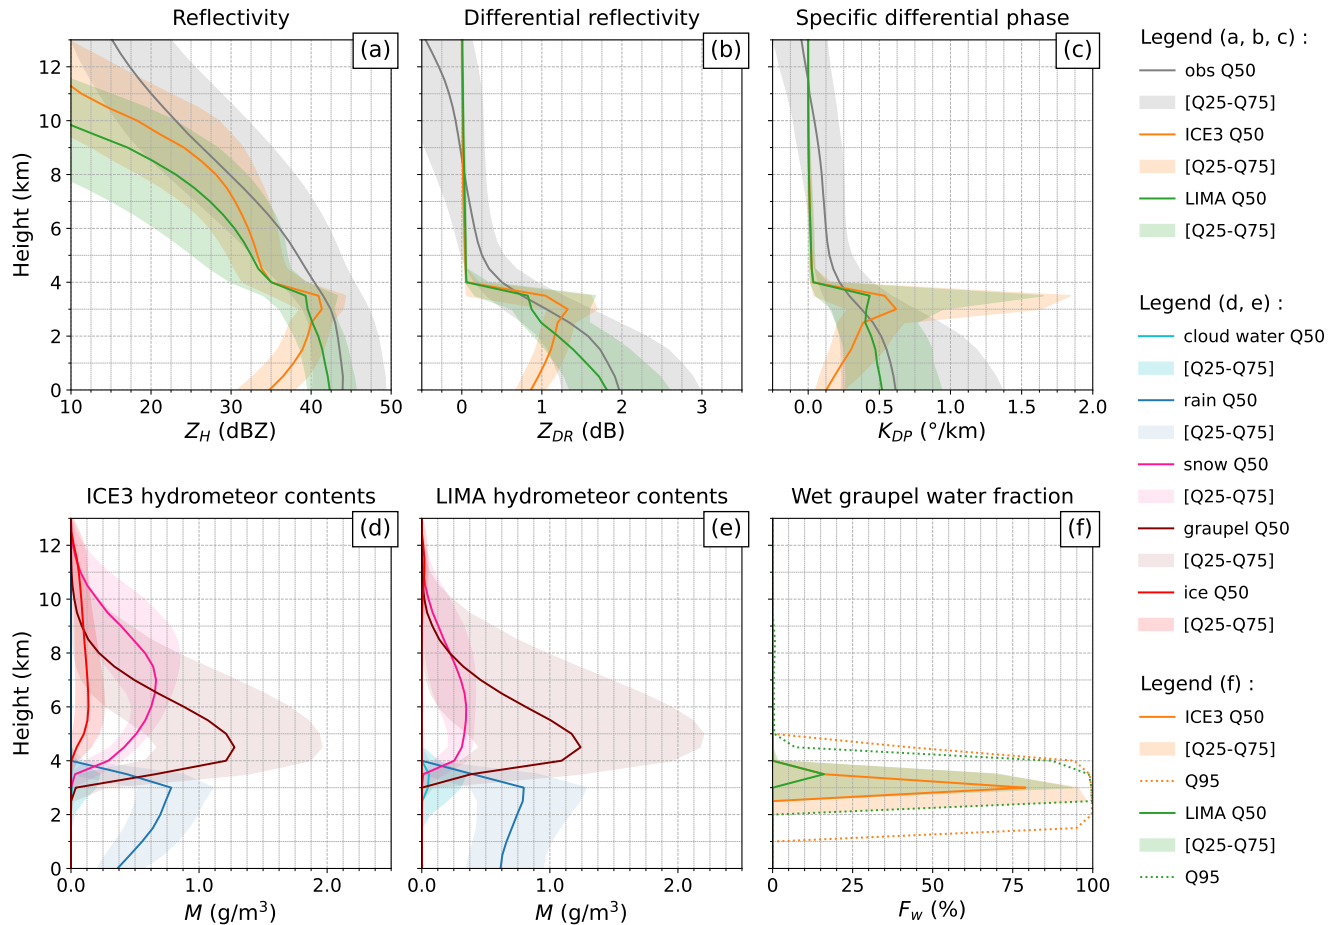 Reflectivity
Differential reflectivity
Specific differential phase
(a)
(b)
(c)
12
10
8
6
4
2
0
Height (km)
10 20 30 40 50
Z_H (dBZ)
0 1 2 3
Z_DR (dB)
0.0 0.5 1.0 1.5 2.0
K_DP (°/km)
Legend (a, b, c) :
obs Q50
[Q25-Q75]
ICE3 Q50
[Q25-Q75]
LIMA Q50
[Q25-Q75]
Legend (d, e) :
cloud water Q50
[Q25-Q75]
rain Q50
[Q25-Q75]
snow Q50
[Q25-Q75]
graupel Q50
[Q25-Q75]
ice Q50
[Q25-Q75]
Legend (f) :
ICE3 Q50
[Q25-Q75]
Q95
LIMA Q50
[Q25-Q75]
Q95
ICE3 hydrometeor contents
LIMA hydrometeor contents
Wet graupel water fraction
(d)
(e)
(f)
12
10
8
6
4
2
0
Height (km)
0.0 1.0 2.0
M (g/m³)
0.0 1.0 2.0
M (g/m³)
0 25 50 75 100
F_w (%)